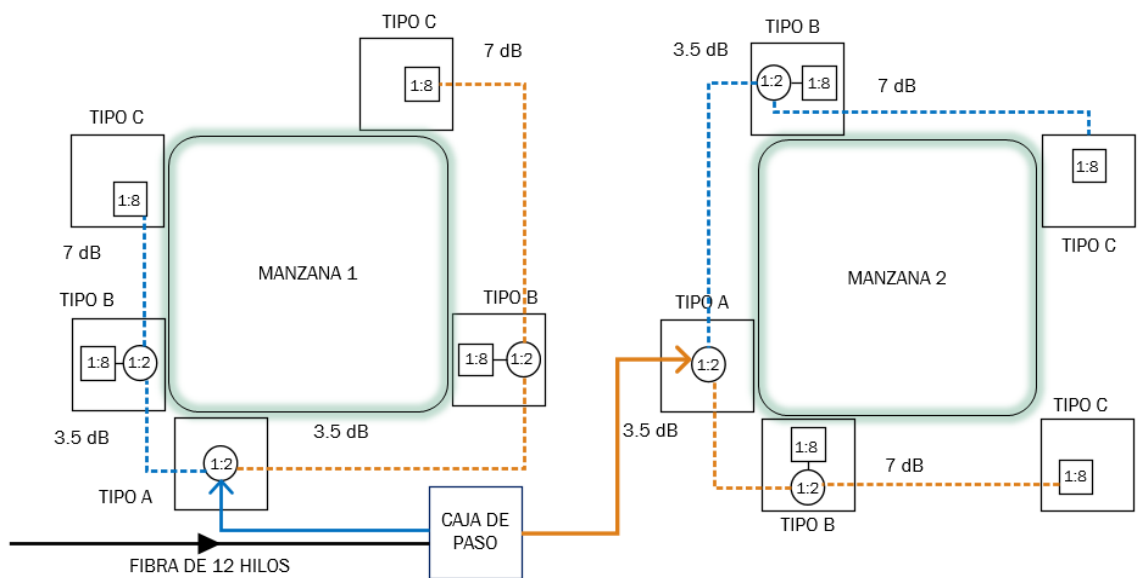 TIPO C
7 dB
1:8
TIPO C
1:8
7 dB
MANZANA 1
TIPO B
1:8
1:2
TIPO B
1:8
1:2
3.5 dB
3.5 dB
1:2
TIPO A
FIBRA DE 12 HILOS
CAJA DE
PASO
TIPO B
3.5 dB
1:2
1:8
7 dB
1:8
TIPO C
MANZANA 2
TIPO A
1:2
3.5 dB
TIPO C
1:8
1:2
7 dB
1:8
TIPO B